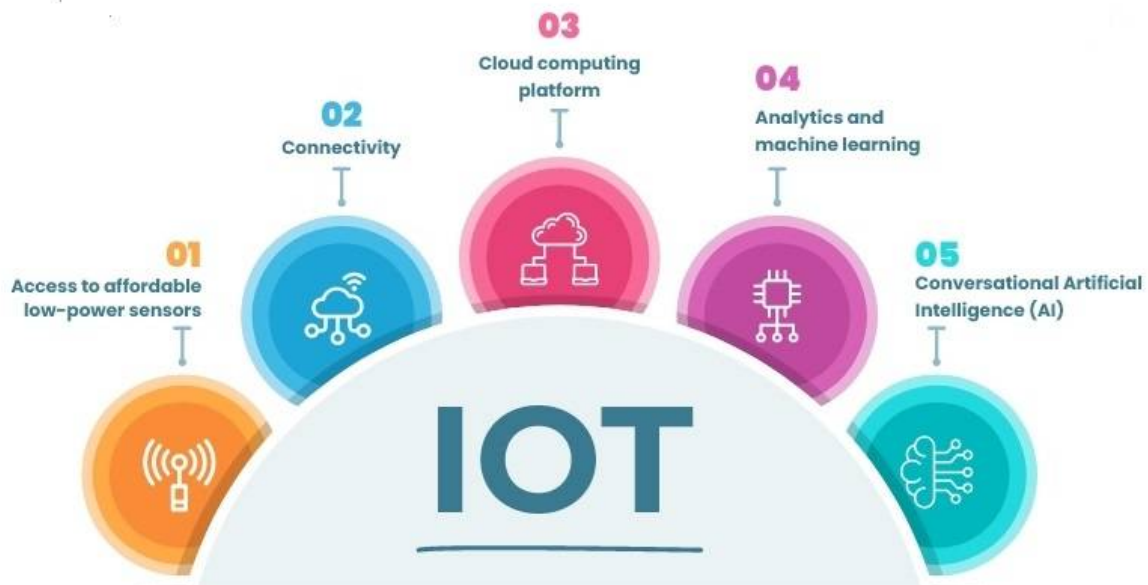 01
Access to affordable
low-power sensors
02
Connectivity
03
Cloud computing
platform
04
Analytics and
machine learning
05
Conversational Artificial
Intelligence (AI)
IOT